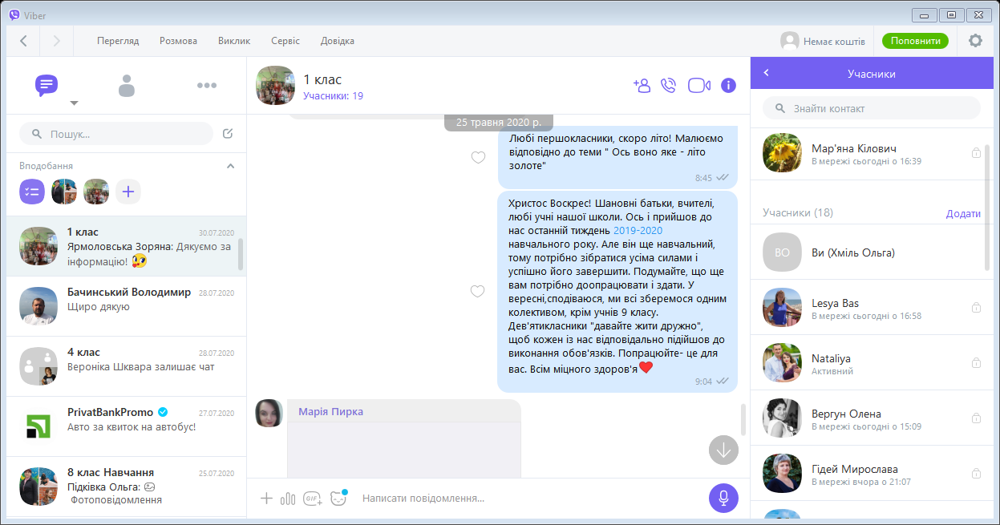 Viber
Перегляд Розмова Виклик Сервіс Довідка
Немає коштів
Поповнити
Пошук...
Вподобання
1 клас 30.07.2020
Ярмоловська Зоряна: Дякуємо за
інформацію!
Бачинський Володимир 28.07.2020
Щиро дякую
4 клас 28.07.2020
Вероніка Шквара залишає чат
PrivatBankPromo 27.07.2020
Авто за квиток на автобус!
8 клас Навчання 25.07.2020
Підківка Ольга:
Фотоповідомлення
1 клас
Учасники: 19
25 травня 2020 р.
Любі першокласники, скоро літо! Малюємо
відповідно до теми " Ось воно яке - літо
золоте"
8:45
Христос Воскрес! Шановні батьки, вчителі,
любі учні нашої школи. Ось і прийшов до
нас останній тиждень 2019-2020
навчального року. Але він ще навчальний,
тому потрібно зібратися усіма силами і
успішно його завершити. Подумайте, що ще
вам потрібно доопрацювати і здати. У
вересні,сподіваюся, ми всі зберемося одним
колективом, крім учнів 9 класу.
Дев'ятикласники "давайте жити дружно",
щоб кожен із нас відповідально підійшов до
виконання обов'язків. Попрацюйте- це для
вас. Всім міцного здоров'я
9:04
Марія Пирка
GIF
Написати повідомлення...
Учасники
Знайти контакт
Мар'яна Кілович
В мережі сьогодні о 16:39
Учасники (18) Додати
ВО
Ви (Хміль Ольга)
Lesya Bas
В мережі сьогодні о 16:58
Nataliya
Активний
Вергун Олена
В мережі сьогодні о 15:09
Гідей Мирослава
В мережі вчора о 21:07